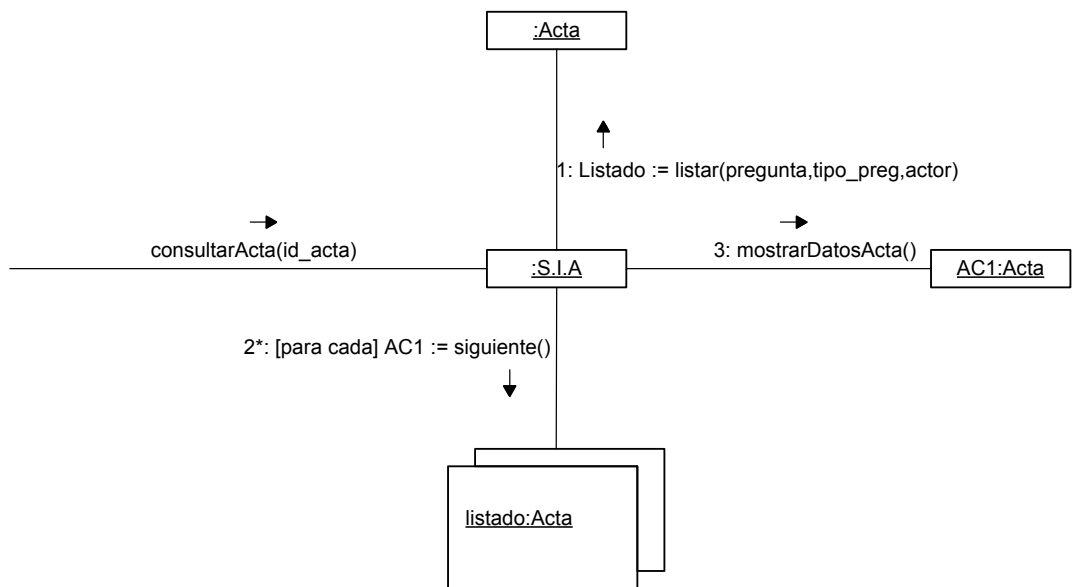 :Acta
1: Listado := listar(pregunta,tipo_preg,actor)
consultarActa(id_acta)
:S.I.A
3: mostrarDatosActa()
AC1:Acta
2*: [para cada] AC1 := siguiente()
listado:Acta